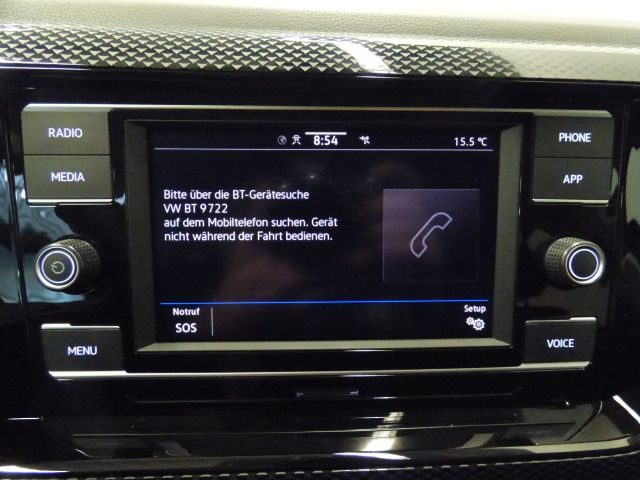 RADIO
MEDIA
MENU
8:54
15.5 °C
Bitte über die BT-Gerätesuche
VW BT 9722
auf dem Mobiltelefon suchen. Gerät
nicht während der Fahrt bedienen.
Notruf
SOS
Setup
PHONE
APP
VOICE